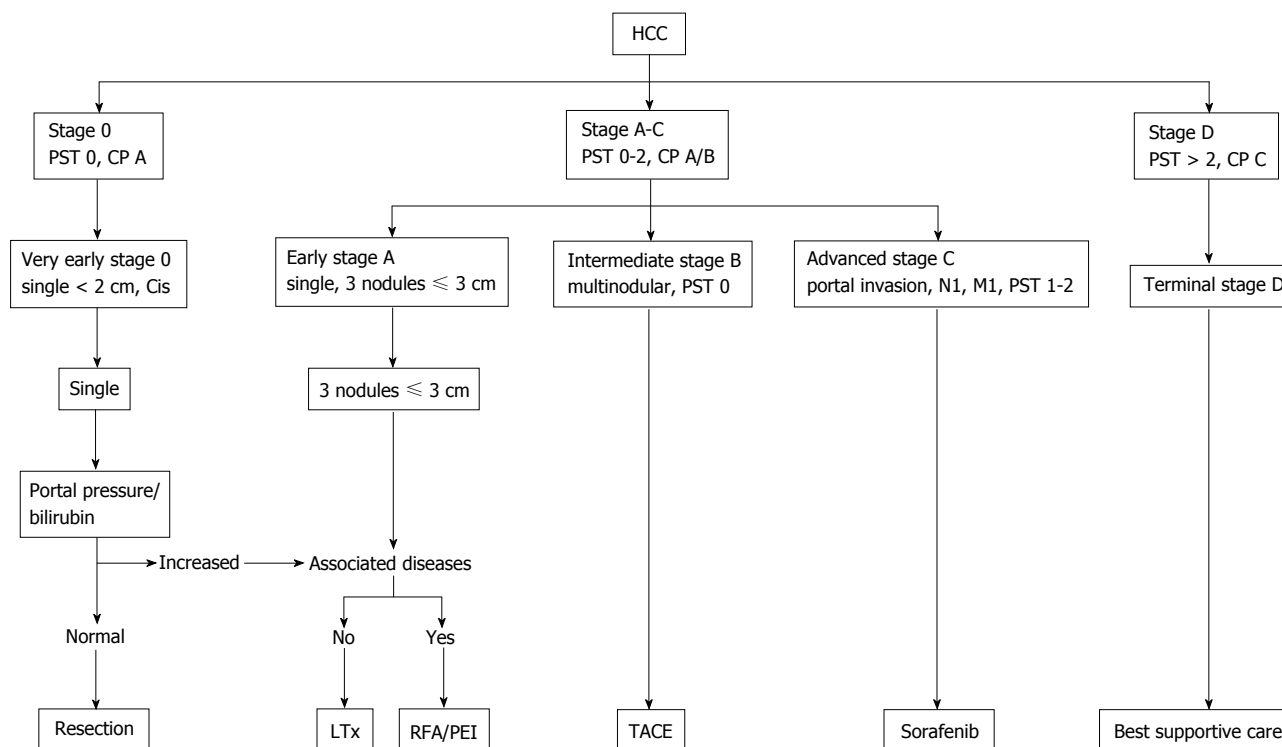 HCC
Stage 0
PST 0, CP A
Stage A-C
PST 0-2, CP A/B
Stage D
PST > 2, CP C
Very early stage 0
single < 2 cm, Cis
Early stage A
single, 3 nodules ≤ 3 cm
Intermediate stage B
multinodular, PST 0
Advanced stage C
portal invasion, N1, M1, PST 1-2
Terminal stage D
Single
3 nodules ≤ 3 cm
Portal pressure/
bilirubin
Increased
Associated diseases
Normal
No
Yes
Resection
LTx
RFA/PEI
TACE
Sorafenib
Best supportive care